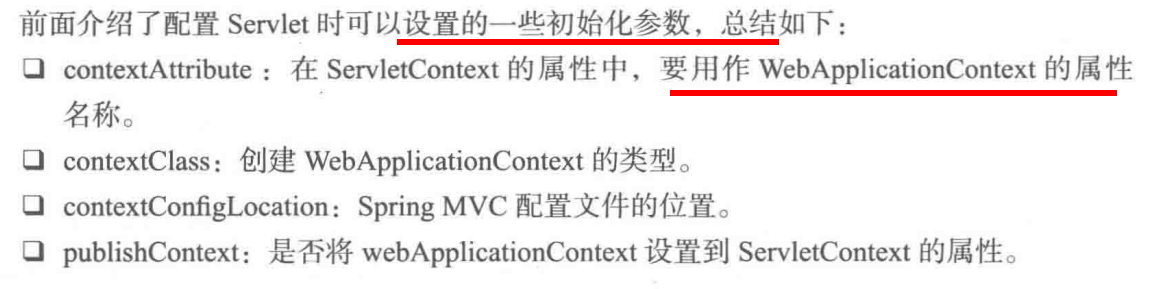 前面介绍了配置 Servlet 时可以设置的一些初始化参数，总结如下：
❑ contextAttribute：在 ServletContext 的属性中，要用作 WebApplicationContext 的属性
名称。
❑ contextClass：创建 WebApplicationContext 的类型。
❑ contextConfigLocation：Spring MVC 配置文件的位置。
❑ publishContext：是否将 webApplicationContext 设置到 ServletContext 的属性。